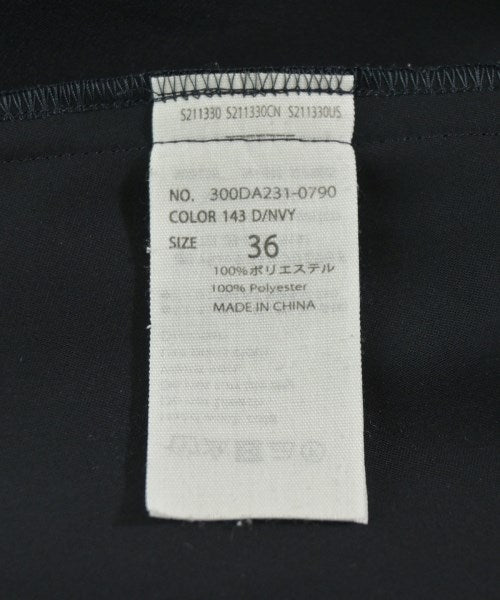 S211330 S211330CN S211330US
NO. 300DA231-0790
COLOR 143 D/NVY
SIZE 36
100%ポリエステル
100% Polyester
MADE IN CHINA